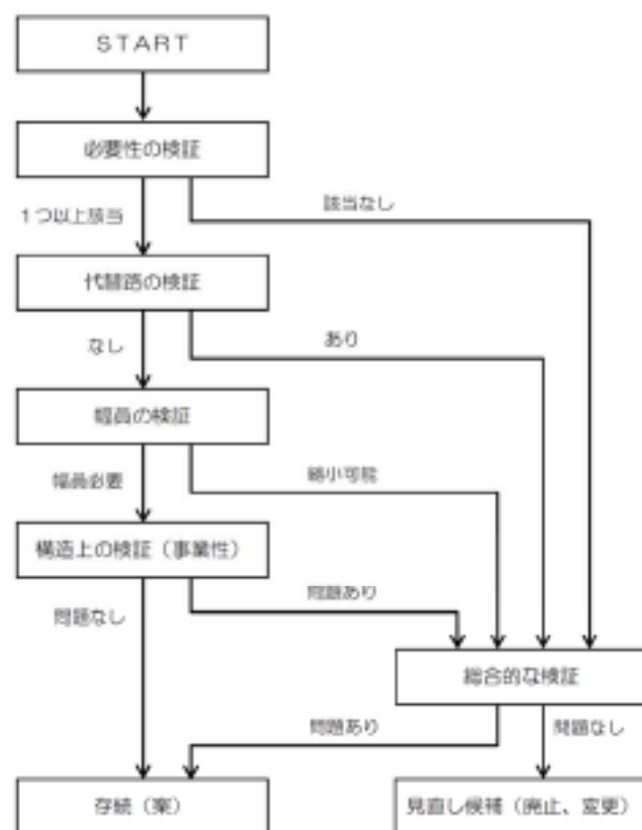 START
必要性の検証
1つ以上該当
該当なし
代替路の検証
なし
あり
幅員の検証
幅員必要
縮小可能
構造上の検証（事業性）
問題なし
問題あり
総合的な検証
問題あり
問題なし
存続（案）
見直し候補（廃止、変更）